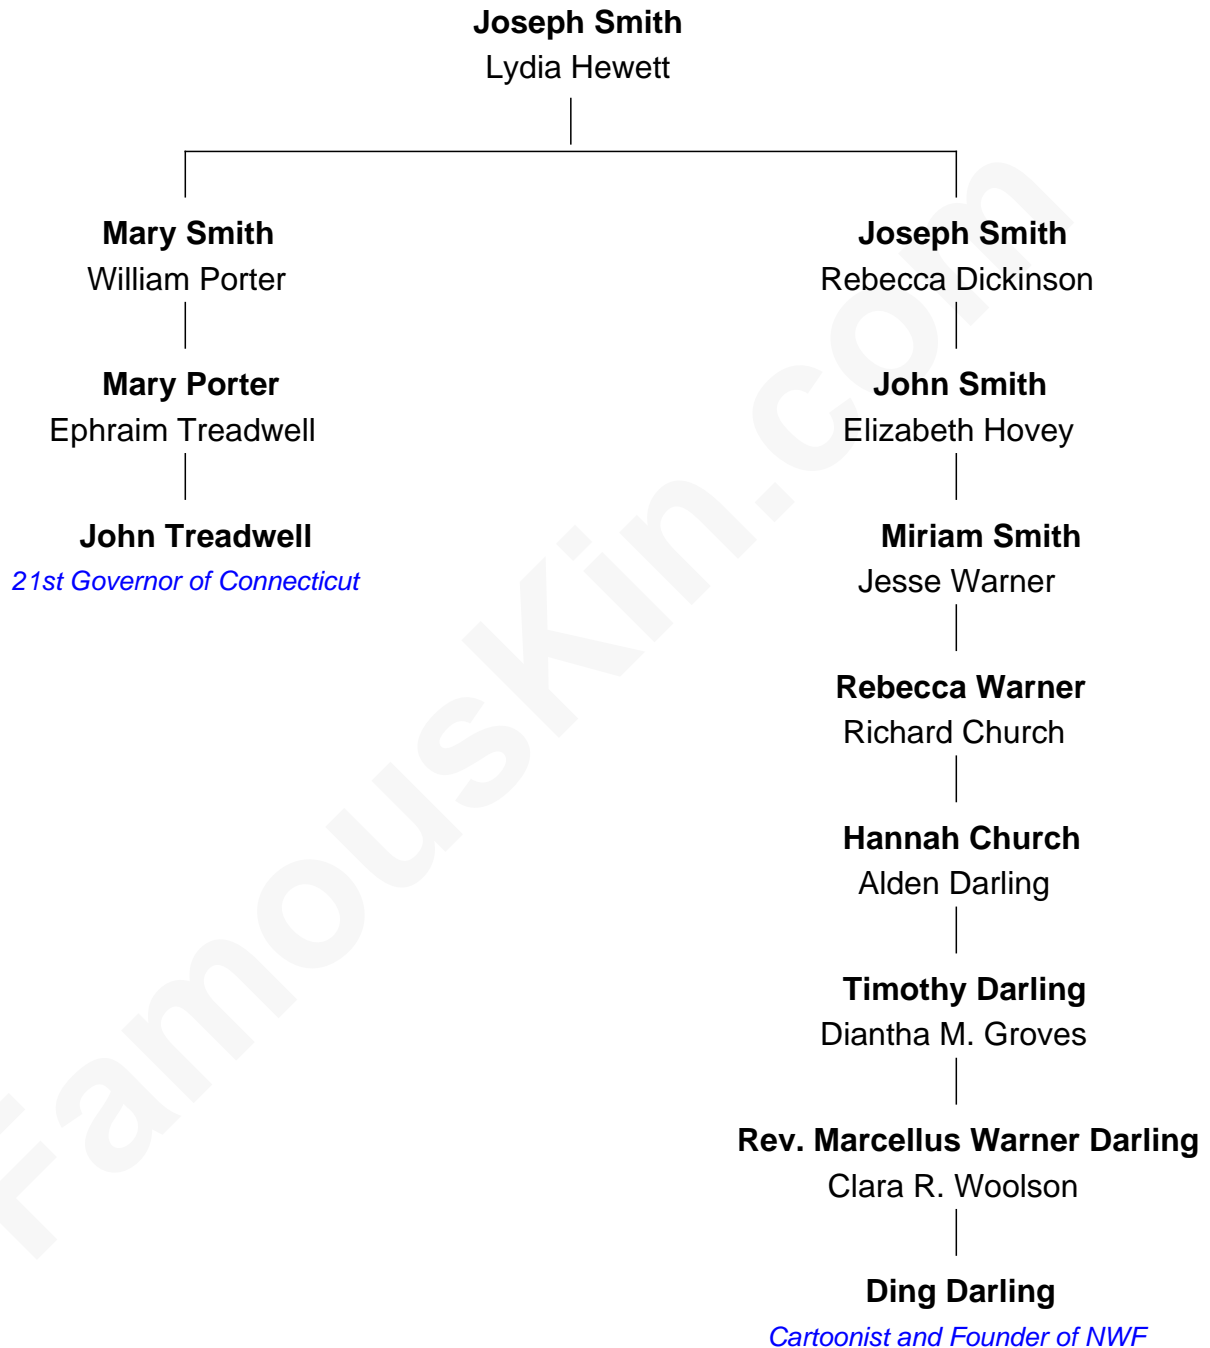 Joseph Smith
Lydia Hewett
Mary Smith
William Porter
Mary Porter
Ephraim Treadwell
John Treadwell
21st Governor of Connecticut
Joseph Smith
Rebecca Dickinson
John Smith
Elizabeth Hovey
Miriam Smith
Jesse Warner
Rebecca Warner
Richard Church
Hannah Church
Alden Darling
Timothy Darling
Diantha M. Groves
Rev. Marcellus Warner Darling
Clara R. Woolson
Ding Darling
Cartoonist and Founder of NWF
FamousKin.com